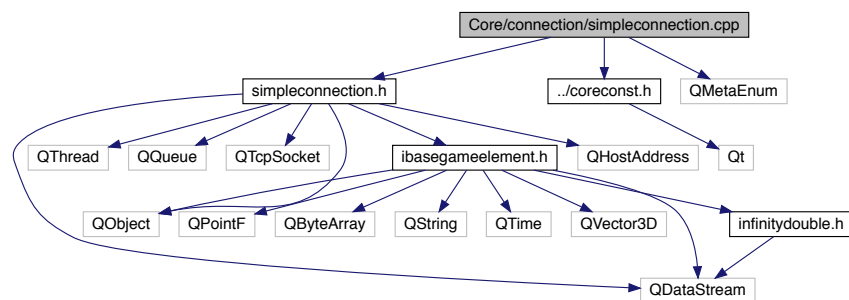 Core/connection/simpleconnection.cpp
simpleconnection.h
../coreconst.h
QMetaEnum
QThread
QQueue
QTcpSocket
ibasegameelement.h
QHostAddress
Qt
QObject
QPointF
QByteArray
QString
QTime
QVector3D
infinitydouble.h
QDataStream